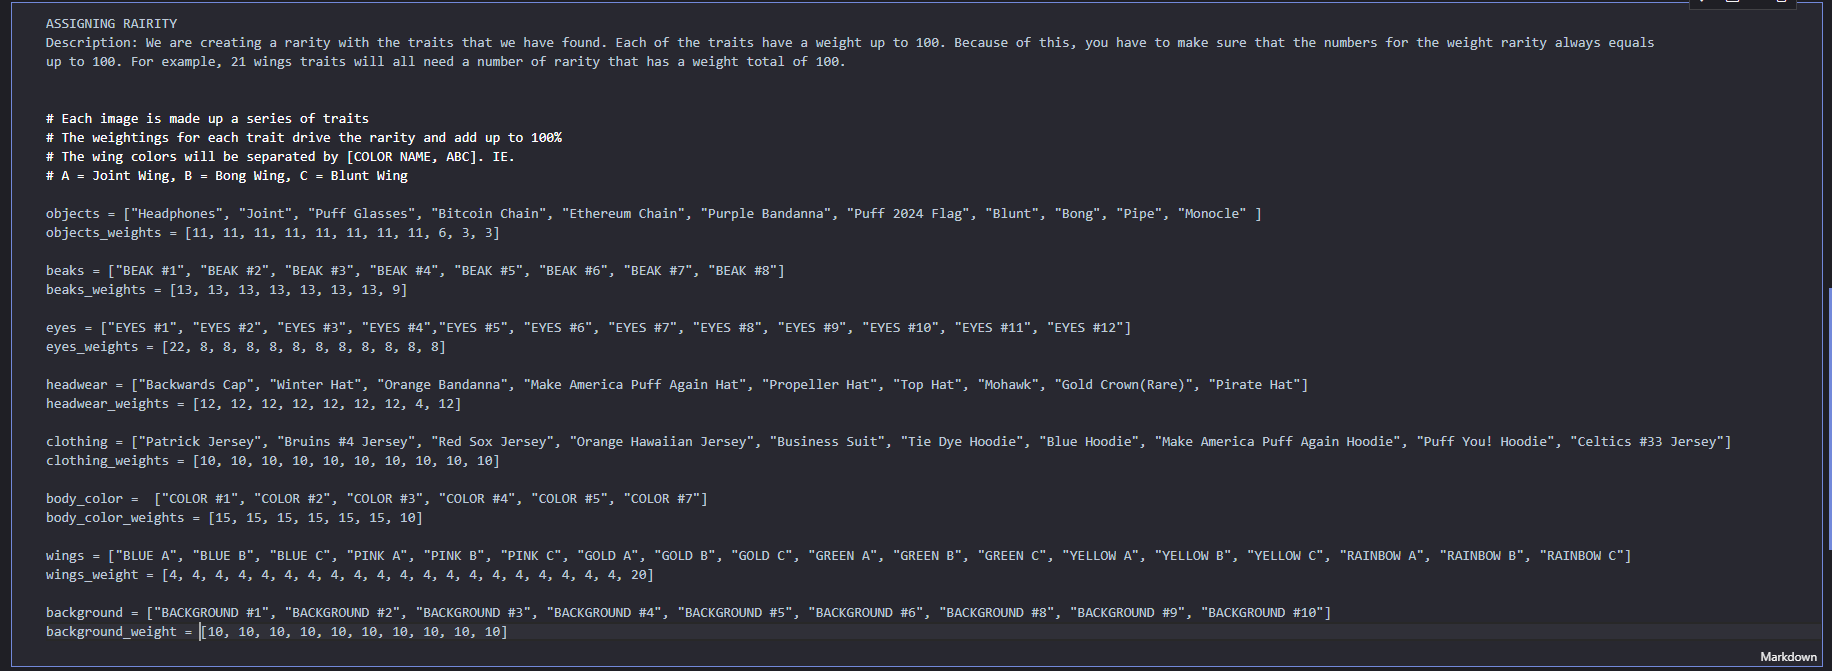 ASSIGNING RAIRITY
Description: We are creating a rarity with the traits that we have found. Each of the traits have a weight up to 100. Because of this, you have to make sure that the numbers for the weight rarity always equals
up to 100. For example, 21 wings traits will all need a number of rarity that has a weight total of 100.
# Each image is made up a series of traits
# The weightings for each trait drive the rarity and add up to 100%
# The wing colors will be separated by [COLOR NAME, ABC]. IE.
# A = Joint Wing, B = Bong Wing, C = Blunt Wing
objects = ["Headphones", "Joint", "Puff Glasses", "Bitcoin Chain", "Ethereum Chain", "Purple Bandanna", "Puff 2024 Flag", "Blunt", "Bong", "Pipe", "Monocle" ]
objects_weights = [11, 11, 11, 11, 11, 11, 11, 11, 6, 3, 3]
beaks = ["BEAK #1", "BEAK #2", "BEAK #3", "BEAK #4", "BEAK #5", "BEAK #6", "BEAK #7", "BEAK #8"]
beaks_weights = [13, 13, 13, 13, 13, 13, 13, 9]
eyes = ["EYES #1", "EYES #2", "EYES #3", "EYES #4","EYES #5", "EYES #6", "EYES #7", "EYES #8", "EYES #9", "EYES #10", "EYES #11", "EYES #12"]
eyes_weights = [22, 8, 8, 8, 8, 8, 8, 8, 8, 8, 8, 8]
headwear = ["Backwards Cap", "Winter Hat", "Orange Bandanna", "Make America Puff Again Hat", "Propeller Hat", "Top Hat", "Mohawk", "Gold Crown(Rare)", "Pirate Hat"]
headwear_weights = [12, 12, 12, 12, 12, 12, 12, 4, 12]
clothing = ["Patrick Jersey", "Bruins #4 Jersey", "Red Sox Jersey", "Orange Hawaiian Jersey", "Business Suit", "Tie Dye Hoodie", "Blue Hoodie", "Make America Puff Again Hoodie", "Puff You! Hoodie", "Celtics #33 Jersey"]
clothing_weights = [10, 10, 10, 10, 10, 10, 10, 10, 10, 10]
body_color =  ["COLOR #1", "COLOR #2", "COLOR #3", "COLOR #4", "COLOR #5", "COLOR #7"]
body_color_weights = [15, 15, 15, 15, 15, 15, 10]
wings = ["BLUE A", "BLUE B", "BLUE C", "PINK A", "PINK B", "PINK C", "GOLD A", "GOLD B", "GOLD C", "GREEN A", "GREEN B", "GREEN C", "YELLOW A", "YELLOW B", "YELLOW C", "RAINBOW A", "RAINBOW B", "RAINBOW C"]
wings_weight = [4, 4, 4, 4, 4, 4, 4, 4, 4, 4, 4, 4, 4, 4, 4, 4, 4, 4, 4, 4, 20]
background = ["BACKGROUND #1", "BACKGROUND #2", "BACKGROUND #3", "BACKGROUND #4", "BACKGROUND #5", "BACKGROUND #6", "BACKGROUND #8", "BACKGROUND #9", "BACKGROUND #10"]
background_weight = [10, 10, 10, 10, 10, 10, 10, 10, 10, 10]
Markdown